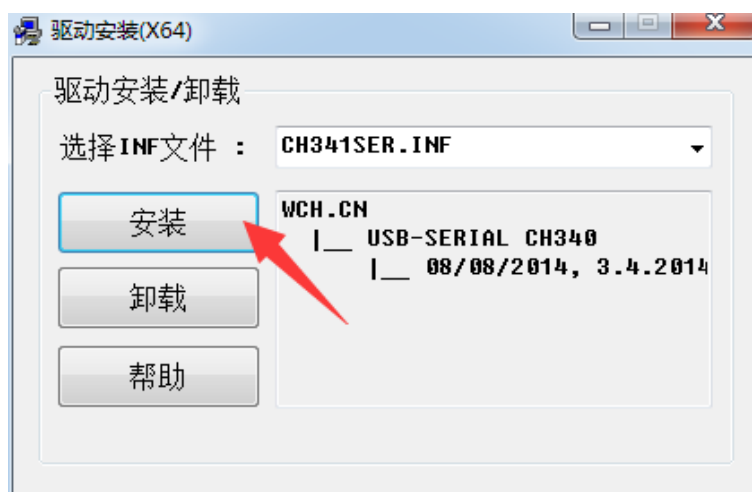 驱动安装(X64)
驱动安装/卸载
选择INF文件 : CH341SER.INF
安装
WCH.CN
|__ USB-SERIAL CH340
|__ 08/08/2014, 3.4.2014
卸载
帮助